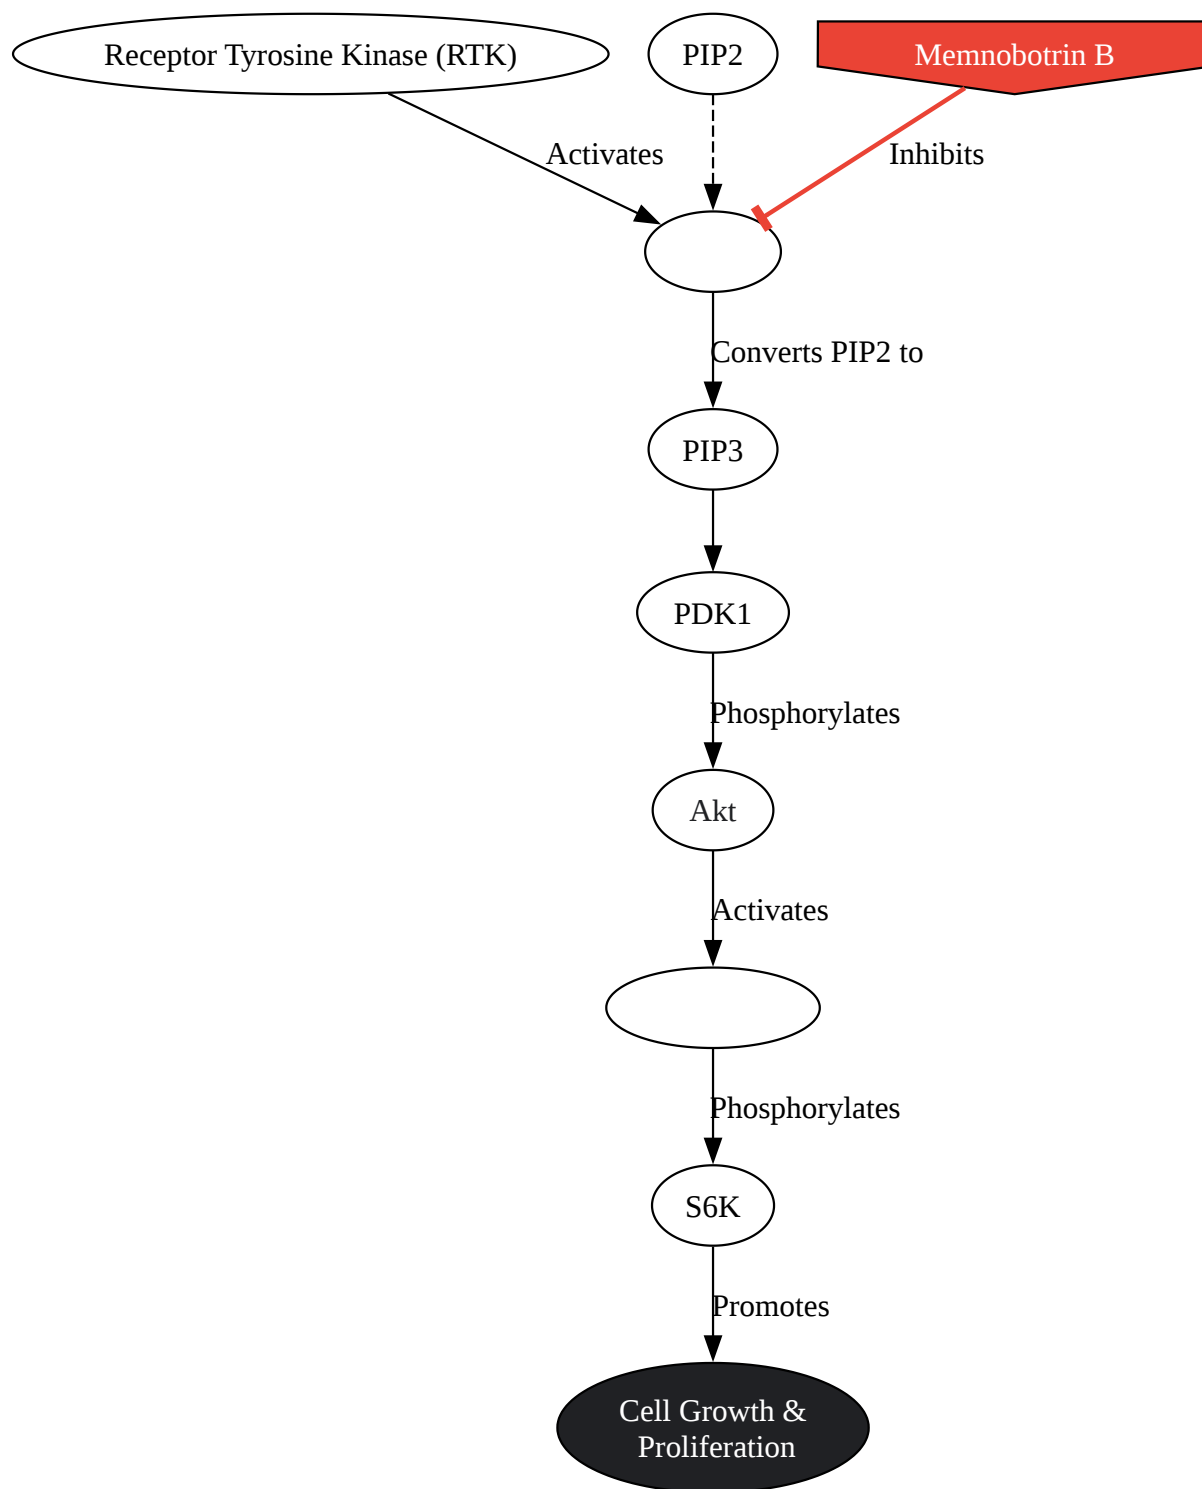 Receptor Tyrosine Kinase (RTK)
PIP2
Memnobotrin B
Activates
Inhibits
Converts PIP2 to
PIP3
PDK1
Phosphorylates
Akt
Activates
Phosphorylates
S6K
Promotes
Cell Growth &
Proliferation